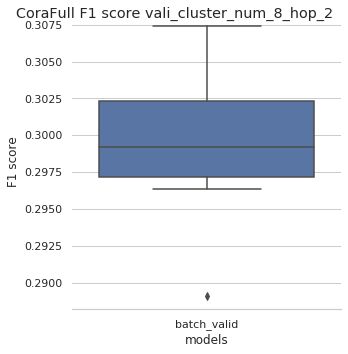 CoraFull F1 score vali_cluster_num_8_hop_2
0.3075
0.3050
0.3025
0.3000
0.2975
0.2950
0.2925
0.2900
F1 score
batch_valid
models